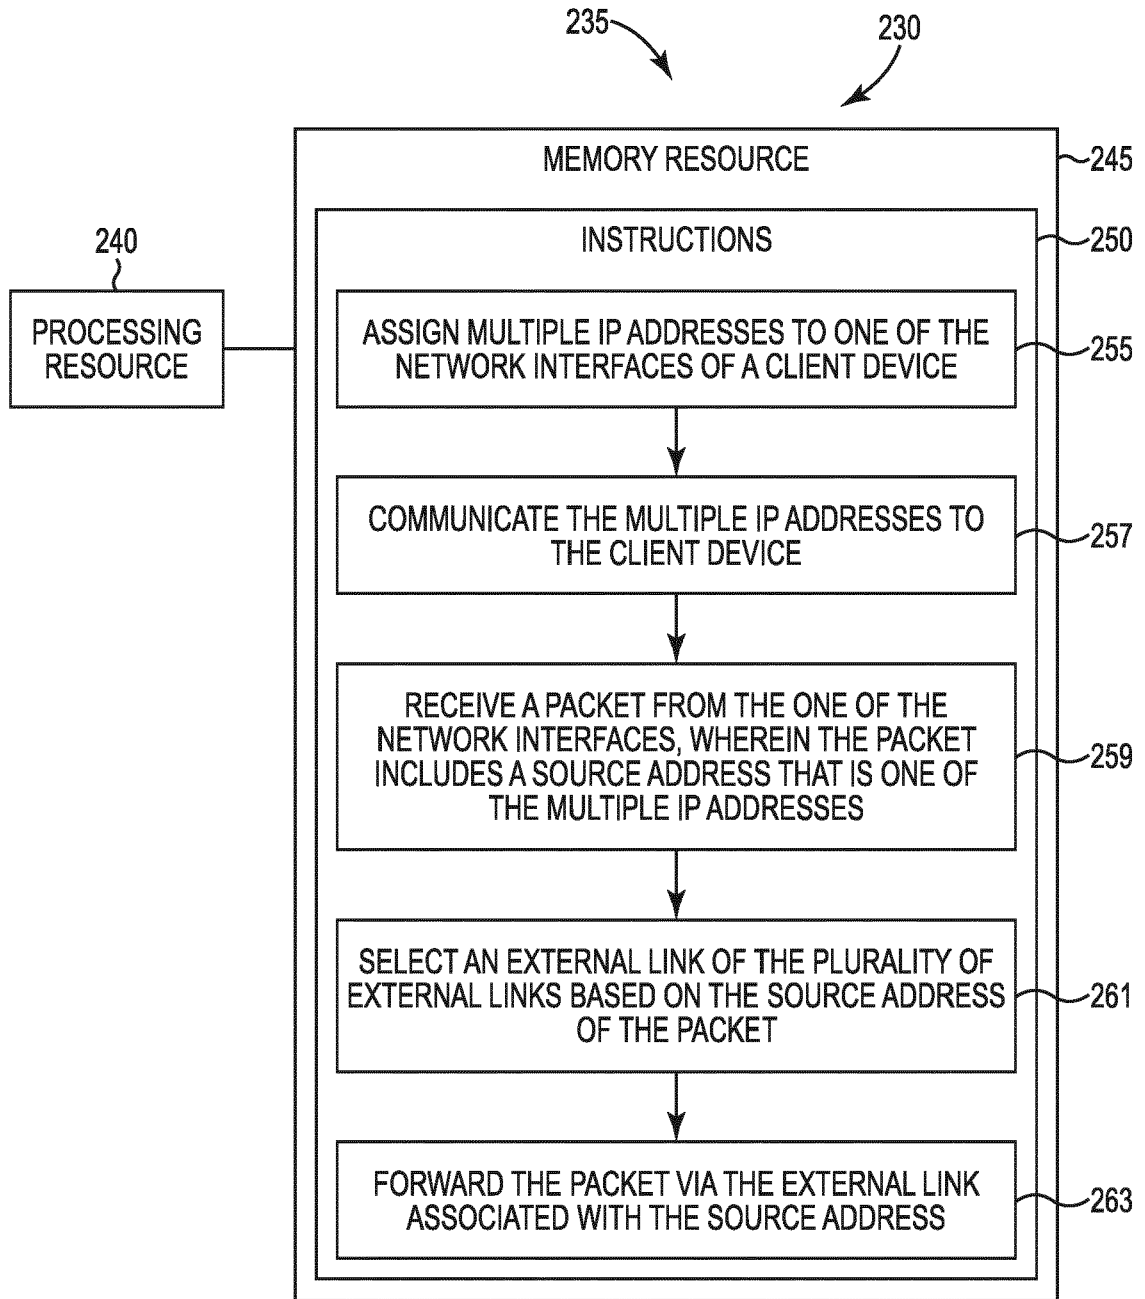 235
230
MEMORY RESOURCE
245
INSTRUCTIONS
250
240
PROCESSING
RESOURCE
ASSIGN MULTIPLE IP ADDRESSES TO ONE OF THE
NETWORK INTERFACES OF A CLIENT DEVICE
255
COMMUNICATE THE MULTIPLE IP ADDRESSES TO
THE CLIENT DEVICE
257
RECEIVE A PACKET FROM THE ONE OF THE
NETWORK INTERFACES, WHEREIN THE PACKET
INCLUDES A SOURCE ADDRESS THAT IS ONE OF
THE MULTIPLE IP ADDRESSES
259
SELECT AN EXTERNAL LINK OF THE PLURALITY OF
EXTERNAL LINKS BASED ON THE SOURCE ADDRESS
OF THE PACKET
261
FORWARD THE PACKET VIA THE EXTERNAL LINK
ASSOCIATED WITH THE SOURCE ADDRESS
263